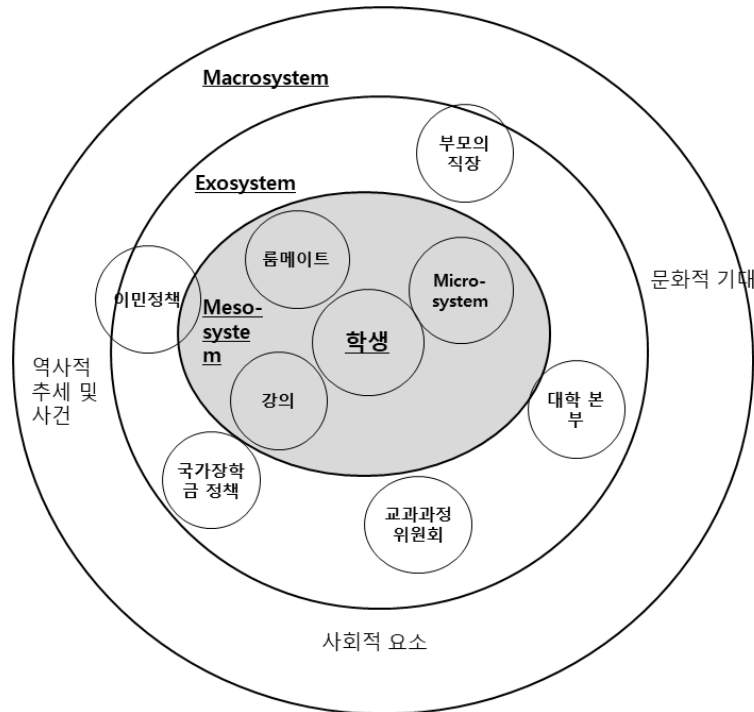 Macrosystem
부모의
직장
Exosystem
룸메이트
Micro-
system
문화적 기대
이민정책
Meso-
syste
m
학생
역사적
추세 및
사건
강의
대학 본
부
국가장학
금 정책
교과과정
위원회
사회적 요소